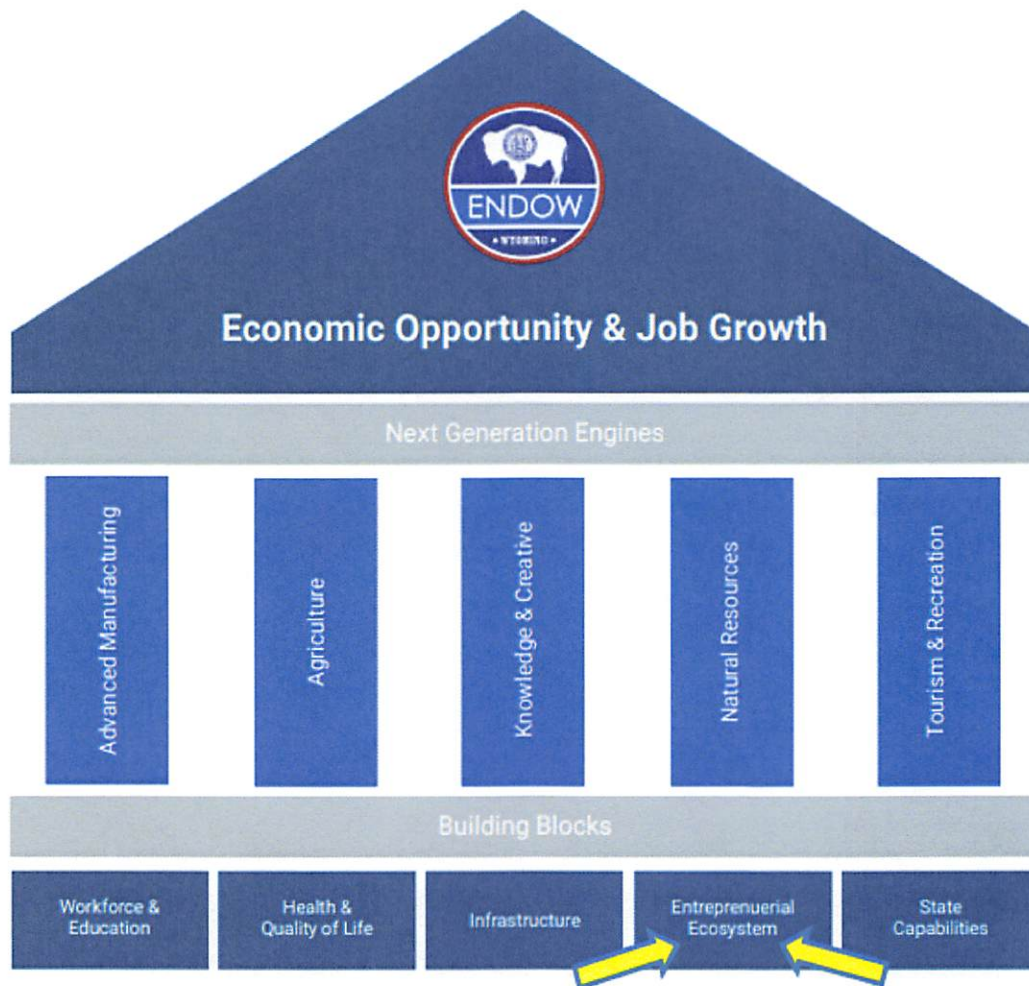 ENDOW
• WYOMING •
Economic Opportunity & Job Growth
Next Generation Engines
Advanced Manufacturing
Agriculture
Knowledge & Creative
Natural Resources
Tourism & Recreation
Building Blocks
Workforce &
Education
Health &
Quality of Life
Infrastructure
Entreprenuerial
Ecosystem
State
Capabilities